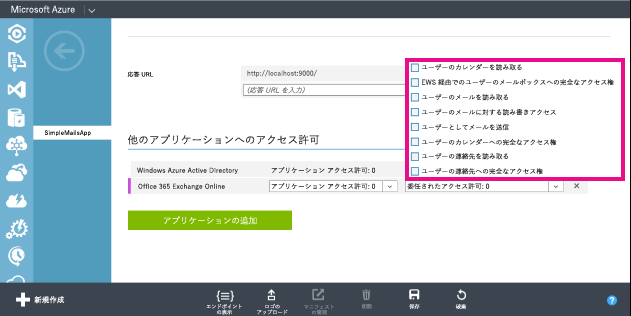 Microsoft Azure
SimpleMailsApp
応答 URL
http://localhost:9000/
(応答 URL を入力)
ユーザーのカレンダーを読み取る
EWS 経由でのユーザーのメールボックスへの完全なアクセス権
ユーザーのメールを読み取る
ユーザーのメールに対する読み書きアクセス
ユーザーとしてメールを送信
ユーザーのカレンダーへの完全なアクセス権
ユーザーの連絡先を読み取る
ユーザーの連絡先への完全なアクセス権
他のアプリケーションへのアクセス許可
Windows Azure Active Directory
アプリケーション アクセス許可: 0
Office 365 Exchange Online
アプリケーション アクセス許可: 0
委任されたアクセス許可: 0
アプリケーションの追加
新規作成
エンドポイント
の表示
ロゴの
アップロード
マニフェスト
の管理
削除
保存
破棄